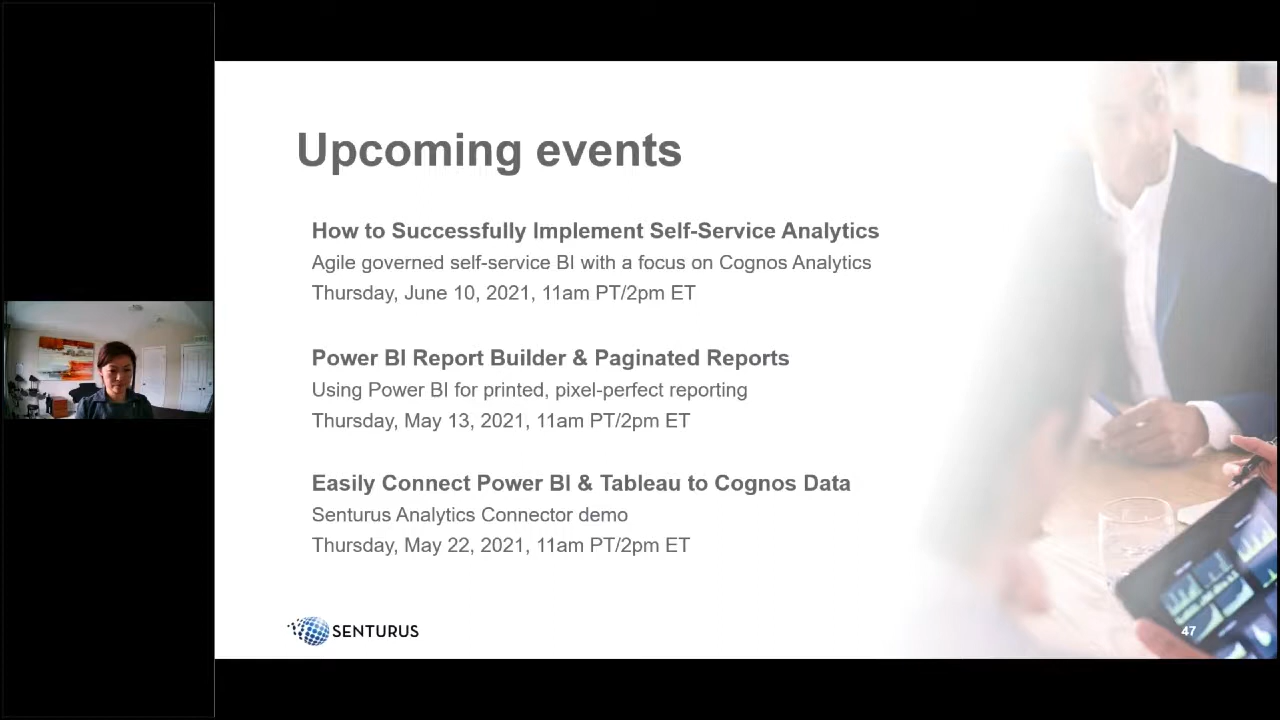 Upcoming events
How to Successfully Implement Self-Service Analytics
Agile governed self-service BI with a focus on Cognos Analytics
Thursday, June 10, 2021, 11am PT/2pm ET
Power BI Report Builder & Paginated Reports
Using Power BI for printed, pixel-perfect reporting
Thursday, May 13, 2021, 11am PT/2pm ET
Easily Connect Power BI & Tableau to Cognos Data
Senturus Analytics Connector demo
Thursday, May 22, 2021, 11am PT/2pm ET
SENTURUS
47